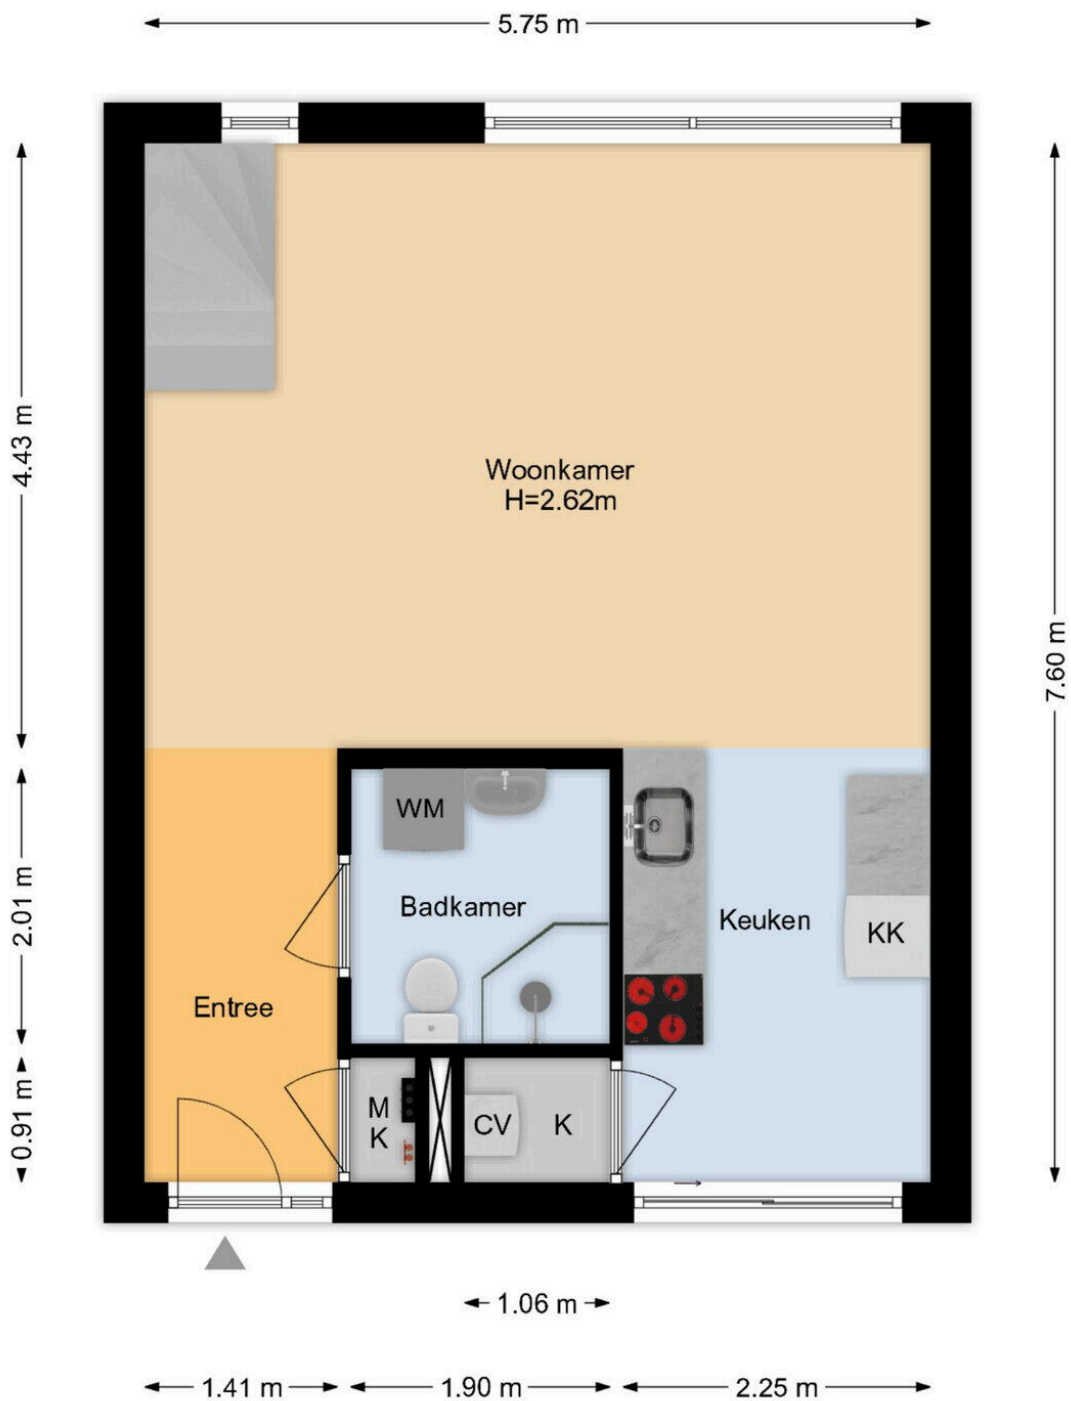 5.75 m
4.43 m
Woonkamer
H=2.62m
7.60 m
WM
2.01 m
Badkamer
Keuken
KK
Entree
0.91 m
M
K
CV
K
1.06 m
1.41 m
1.90 m
2.25 m